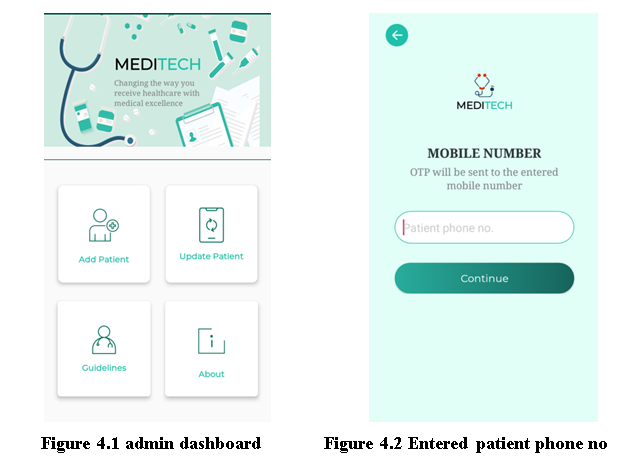 MEDITECH
Changing the way you
receive healthcare with
medical excellence
Add Patient
Update Patient
Guidelines
About
Figure 4.1 admin dashboard
MEDITECH
MOBILE NUMBER
OTP will be sent to the entered
mobile number
Patient phone no.
Continue
Figure 4.2 Entered patient phone no